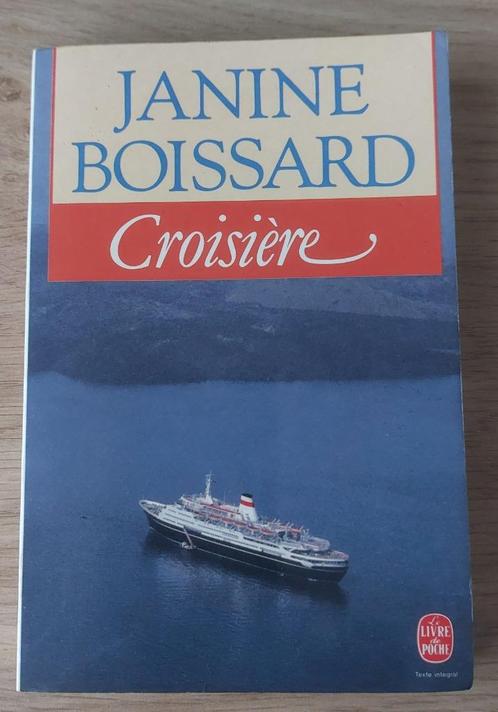 JANINE
BOISSARD
Croisière
Le
LIVRE
de
POCHE
Texte intégral